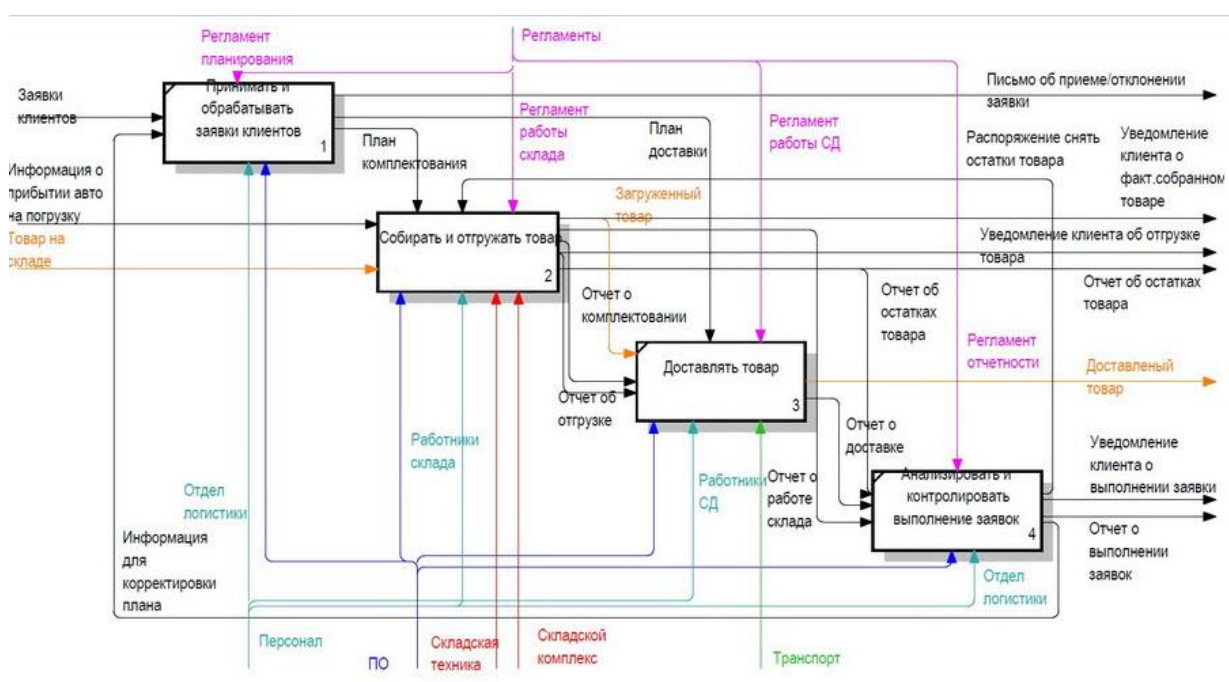 Регламент
планирования
Регламенты
Заявки
клиентов
Принимать и
обрабатывать
заявки клиентов
1
Письмо об приеме/отклонении
заявки
План
комплектования
Регламент
работы
склада
План
доставки
Регламент
работы СД
Распоряжение снять
остатки товара
Уведомление
клиента о
факт.собранном
товаре
Информация о
прибытии авто
на погрузку
Товар на
складе
Загруженный
товар
Собирать и отгружать товар
2
Уведомление клиента об отгрузке
товара
Отчет об остатках
товара
Отчет о
комплектовании
Отчет об
остатках
товара
Регламент
отчетности
Доставлять товар
3
Доставленый
товар
Отчет об
отгрузке
Отчет о
доставке
Работники
склада
Работники
СД
Отчет о
работе
склада
Анализировать и
контролировать
выполнение заявок
4
Уведомление
клиента о
выполнении заявки
Отчет о
выполнении
заявок
Отдел
логистики
Информация
для
корректировки
плана
Отдел
логистики
Персонал
ПО
Складская
техника
Складской
комплекс
Транспорт